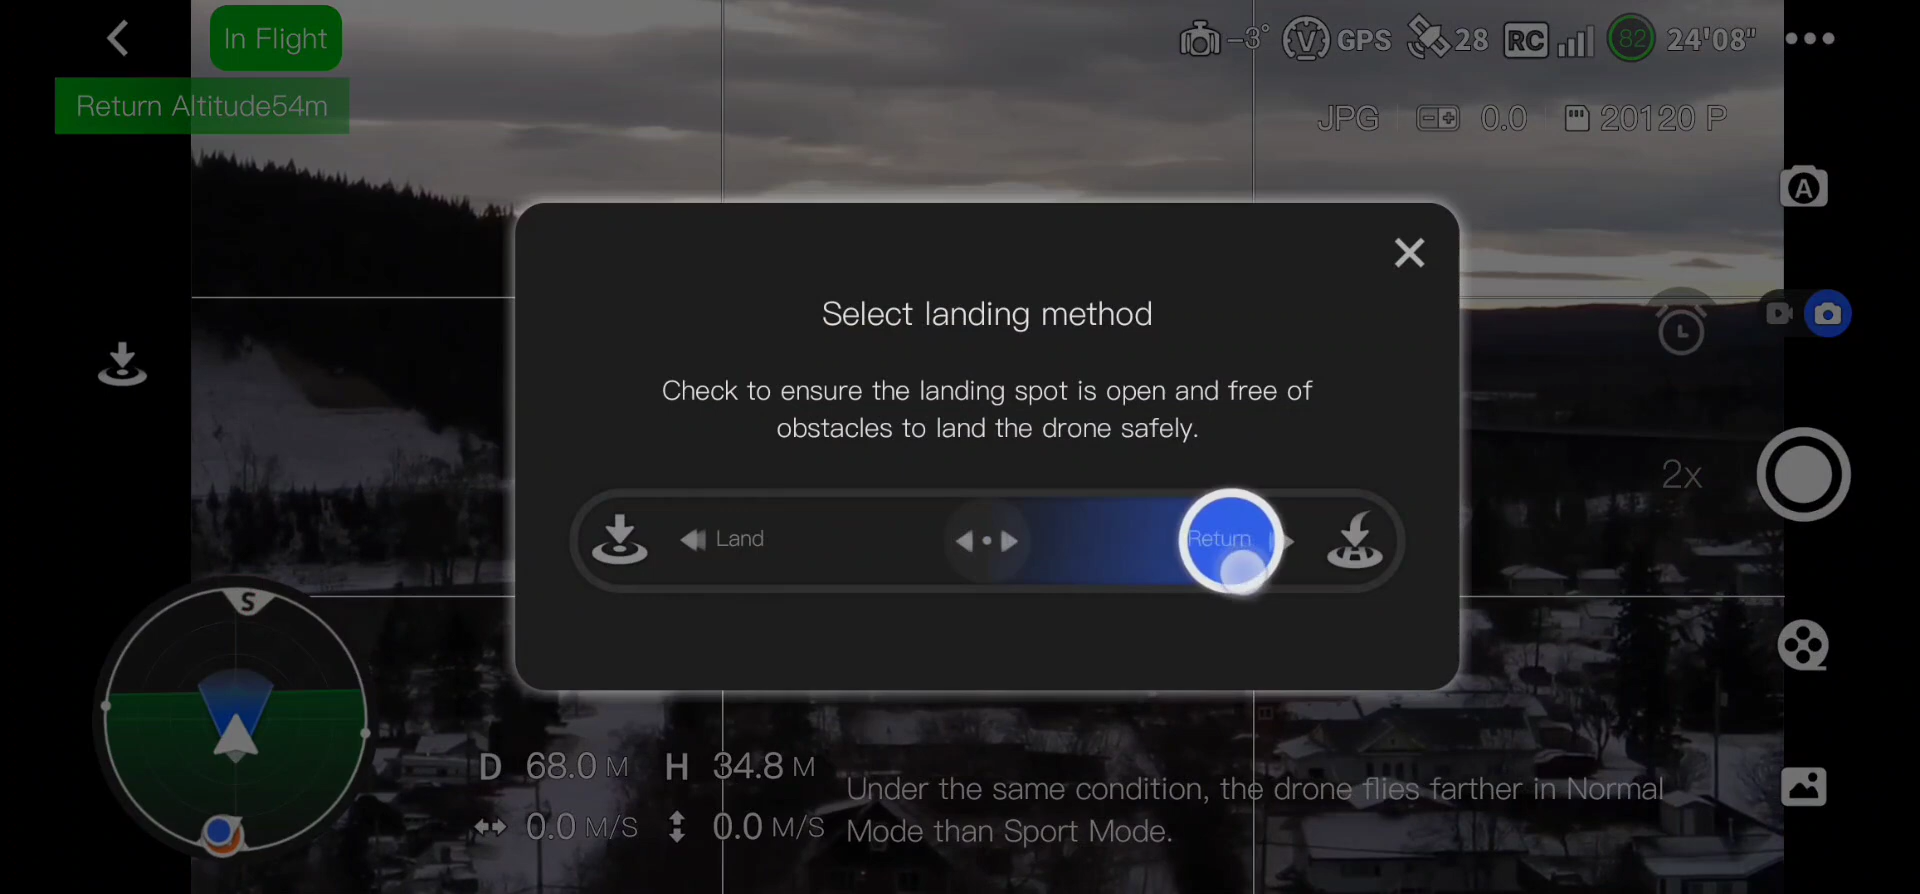 In Flight
-3° V GPS 28 RC 82 24'08"
Return Altitude54m
JPG 0.0 20120 P
A
Select landing method
Check to ensure the landing spot is open and free of
obstacles to land the drone safely.
Land Return
2x
S
D 68.0 M H 34.8 M
0.0 M/S 0.0 M/S
Under the same condition, the drone flies farther in Normal
Mode than Sport Mode.